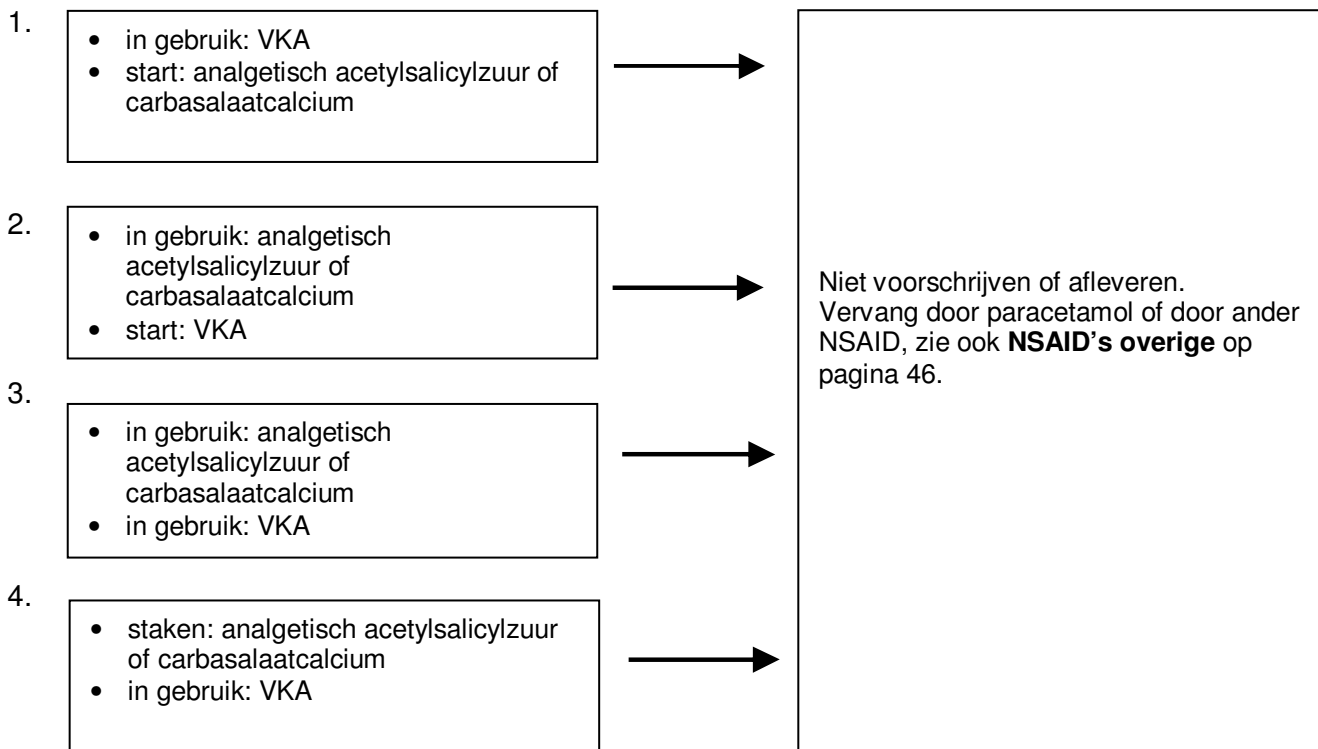 1.
• in gebruik: VKA
• start: analgetisch acetylsalicylzuur of
carbasalaatcalcium
2.
• in gebruik: analgetisch
acetylsalicylzuur of
carbasalaatcalcium
• start: VKA
3.
• in gebruik: analgetisch
acetylsalicylzuur of
carbasalaatcalcium
• in gebruik: VKA
4.
• staken: analgetisch acetylsalicylzuur
of carbasalaatcalcium
• in gebruik: VKA
Niet voorschrijven of afleveren.
Vervang door paracetamol of door ander
NSAID, zie ook NSAID’s overige op
pagina 46.